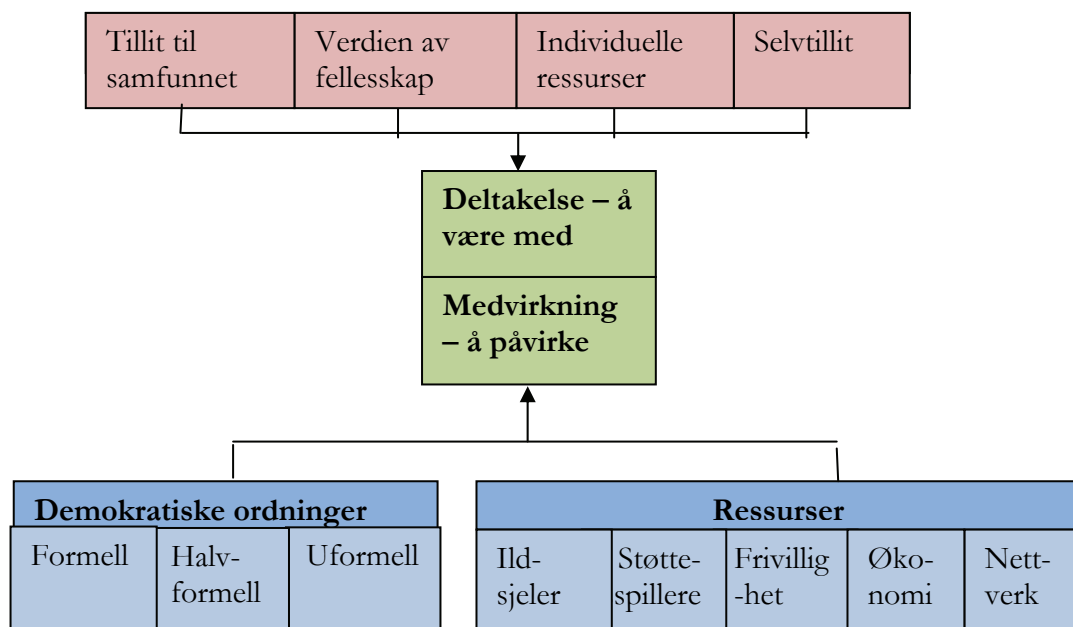 Tillit til
samfunnet
Verdien av
fellesskap
Individuelle
ressurser
Selvtillit
Deltakelse – å
være med
Medvirkning
– å påvirke
Demokratiske ordninger
Formell
Halv-
formell
Uformell
Ressurser
Ild-
sjeler
Støtte-
spillere
Frivillig
-het
Øko-
nomi
Nett-
verk